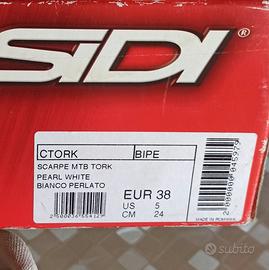 SIDI®
CTORK BIPE
SCARPE MTB TORK
PEARL WHITE
BIANCO PERLATO
EUR 38
US 5
CM 24
MADE IN ROMANIA
subito